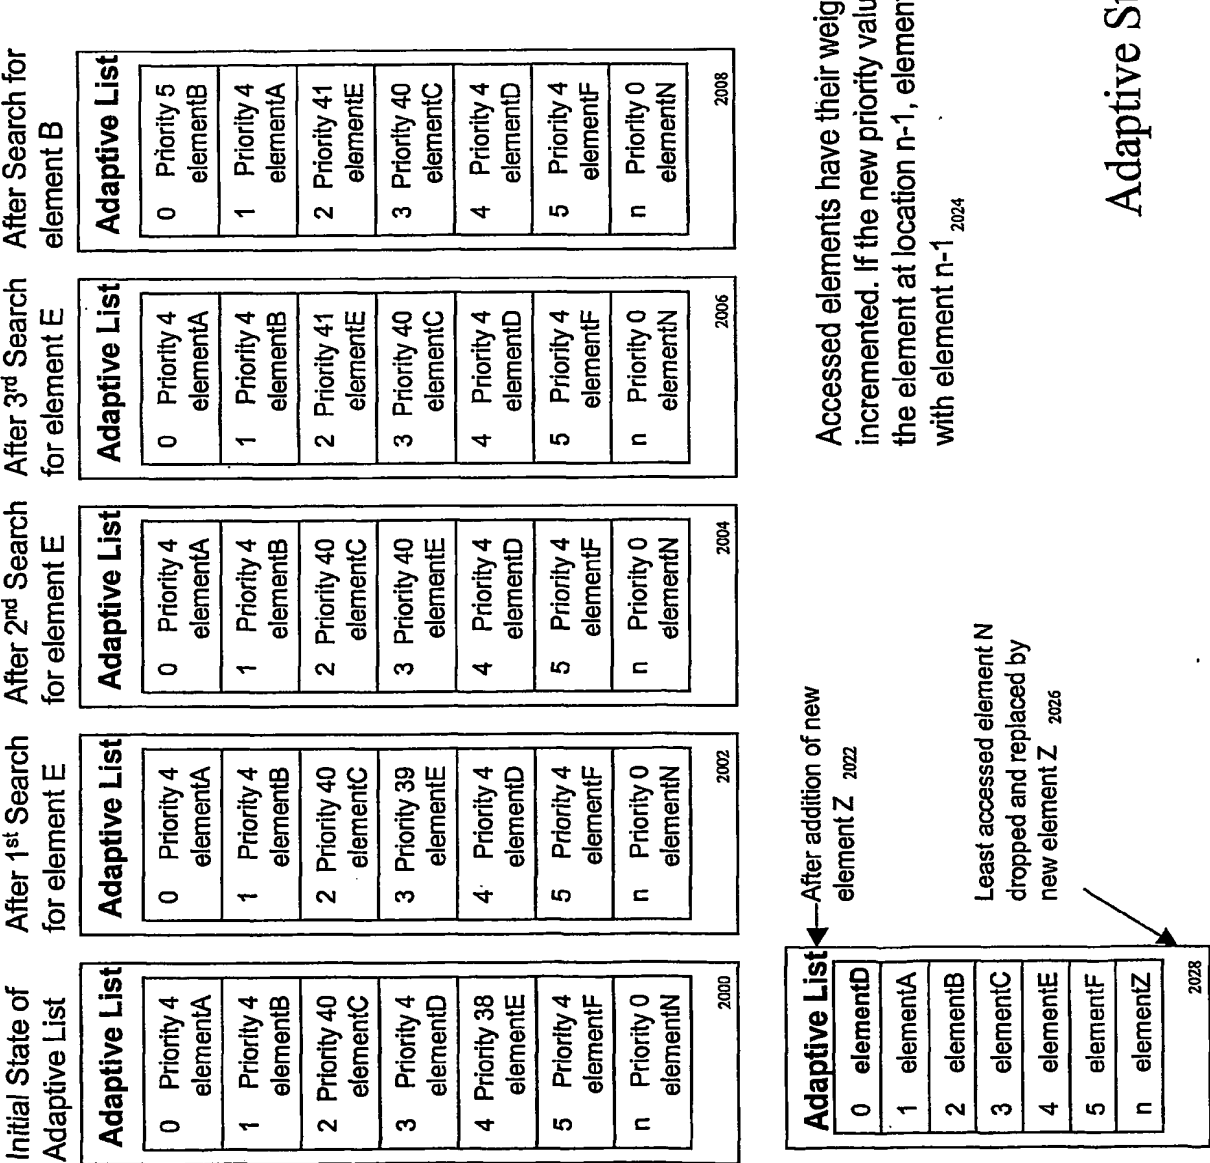 Initial State of
Adaptive List
Adaptive List
0 Priority 4
elementA
1 Priority 4
elementB
2 Priority 40
elementC
3 Priority 4
elementD
4 Priority 38
elementE
5 Priority 4
elementF
n Priority 0
elementN
2000
After 1st Search
for element E
Adaptive List
0 Priority 4
elementA
1 Priority 4
elementB
2 Priority 40
elementC
3 Priority 39
elementE
4 Priority 4
elementD
5 Priority 4
elementF
n Priority 0
elementN
2002
After 2nd Search
for element E
Adaptive List
0 Priority 4
elementA
1 Priority 4
elementB
2 Priority 40
elementC
3 Priority 40
elementE
4 Priority 4
elementD
5 Priority 4
elementF
n Priority 0
elementN
2004
After 3rd Search
for element E
Adaptive List
0 Priority 4
elementA
1 Priority 4
elementB
2 Priority 41
elementE
3 Priority 40
elementC
4 Priority 4
elementD
5 Priority 4
elementF
n Priority 0
elementN
2006
After Search for
element B
Adaptive List
0 Priority 5
elementB
1 Priority 4
elementA
2 Priority 41
elementE
3 Priority 40
elementC
4 Priority 4
elementD
5 Priority 4
elementF
n Priority 0
elementN
2008
Adaptive List
0 elementD
1 elementA
2 elementB
3 elementC
4 elementE
5 elementF
n elementZ
2028
After addition of new
element Z 2022
Least accessed element N
dropped and replaced by
new element Z 2026
Accessed elements have their weig
incremented. If the new priority valu
the element at location n-1, element
with element n-1 2024
Adaptive